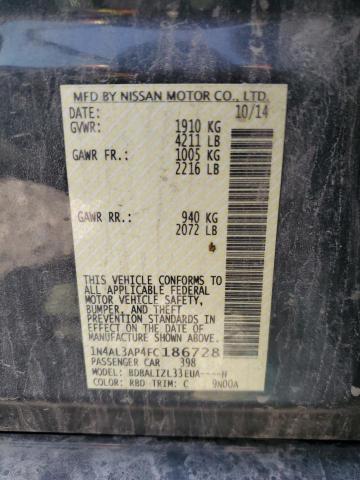 MFD BY NISSAN MOTOR CO., LTD.
DATE: 10/14
GVWR: 1910 KG
4211 LB
GAWR FR.: 1005 KG
2216 LB
GAWR RR.: 940 KG
2072 LB
THIS VEHICLE CONFORMS TO
ALL APPLICABLE FEDERAL
MOTOR VEHICLE SAFETY,
BUMPER, AND THEFT
PREVENTION STANDARDS IN
EFFECT ON THE DATE OF
MANUFACTURE SHOWN ABOVE.
1N4AL3AP4FC186728
PASSENGER CAR 398
MODEL: BDBALIZL33EUA----H
COLOR: RBD TRIM: C 9N00A